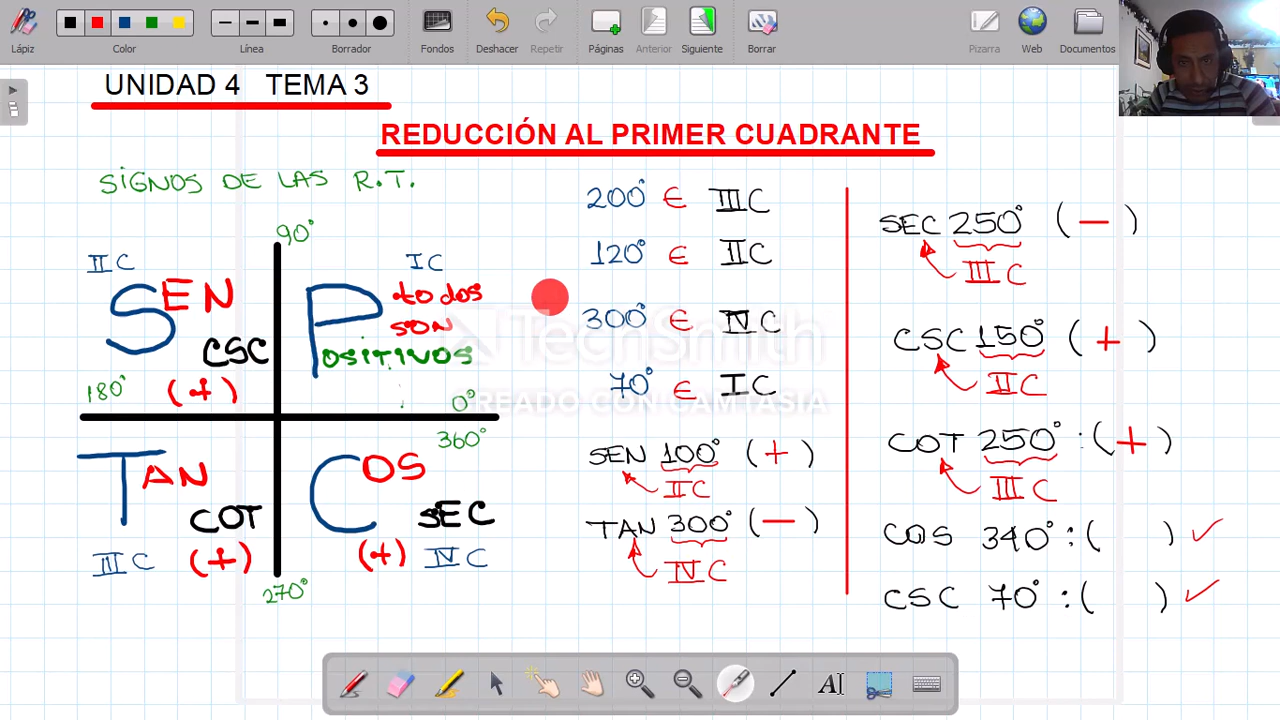 Lápiz
Color
Línea
Borrador
Fondos
Deshacer
Repetir
Páginas
Anterior
Siguiente
Borrar
Pizarra
Web
Documentos
UNIDAD 4 TEMA 3
REDUCCIÓN AL PRIMER CUADRANTE
SIGNOS DE LAS R.T.
90°
IIC
IC
SEN
CSC
(+)
Todos
SON
POSITIVOS
180°
0°
360°
TAN
COT
(+)
COS
SEC
(+)
IIIC
IVC
270°
200° ∈ IIIC
120° ∈ IIC
300° ∈ IVC
70° ∈ IC
SEN 100° (+)
IIC
TAN 300° (−)
IVC
SEC 250° (−)
IIIC
CSC 150° (+)
IIC
COT 250° : (+)
IIIC
COS 340° : ( ) ✓
CSC 70° : ( ) ✓
TechSmith
CREADO CON CAMTASIA